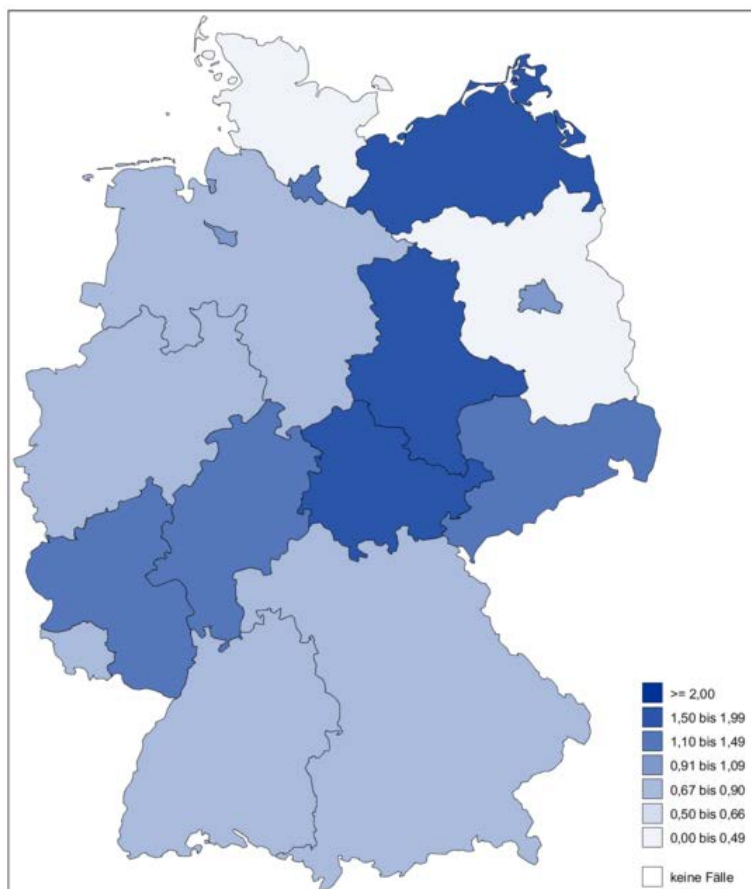 >= 2,00
1,50 bis 1,99
1,10 bis 1,49
0,91 bis 1,09
0,67 bis 0,90
0,50 bis 0,66
0,00 bis 0,49
keine Fälle